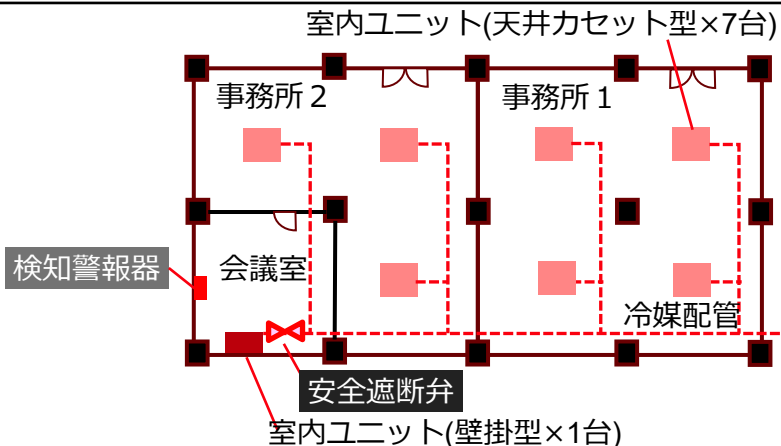 室内ユニット(天井カセット型×7台)
事務所２
事務所１
検知警報器
会議室
冷媒配管
安全遮断弁
室内ユニット(壁掛型×1台)